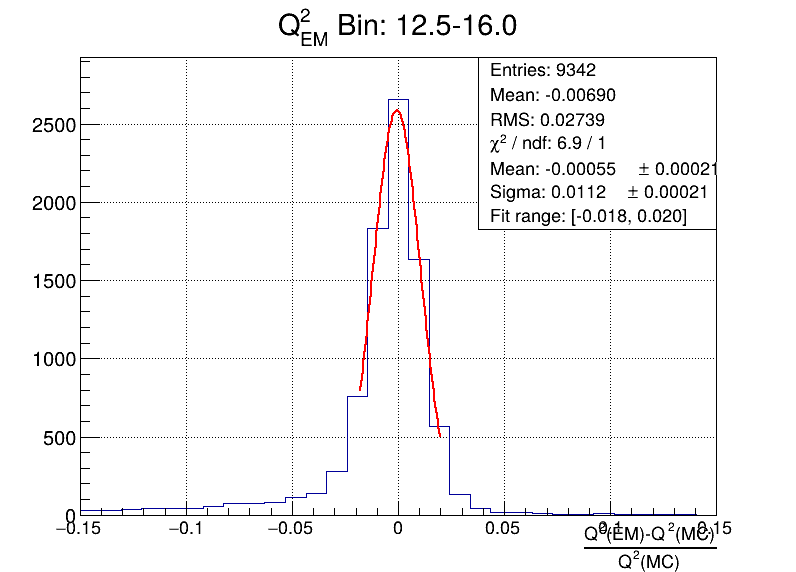 Q²EM Bin: 12.5-16.0
Entries: 9342
Mean: -0.00690
RMS: 0.02739
χ² / ndf: 6.9 / 1
Mean: -0.00055 ± 0.00021
Sigma: 0.0112 ± 0.00021
Fit range: [-0.018, 0.020]
2500
2000
1500
1000
500
0
−0.15 −0.1 −0.05 0 0.05 0.1 0.15
Q²(EM)-Q²(MC)
Q²(MC)